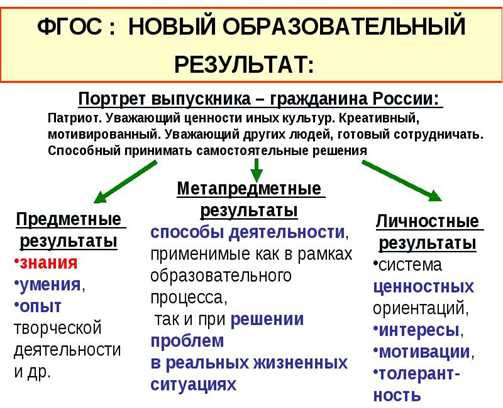 ФГОС : НОВЫЙ ОБРАЗОВАТЕЛЬНЫЙ
РЕЗУЛЬТАТ:
Портрет выпускника – гражданина России:
Патриот. Уважающий ценности иных культур. Креативный,
мотивированный. Уважающий других людей, готовый сотрудничать.
Способный принимать самостоятельные решения
Предметные
результаты
•знания
•умения,
•опыт
творческой
деятельности
и др.
Метапредметные
результаты
способы деятельности,
применимые как в рамках
образовательного
процесса,
так и при решении
проблем
в реальных жизненных
ситуациях
Личностные
результаты
•система
ценностных
ориентаций,
•интересы,
•мотивации,
•толерант-
ность